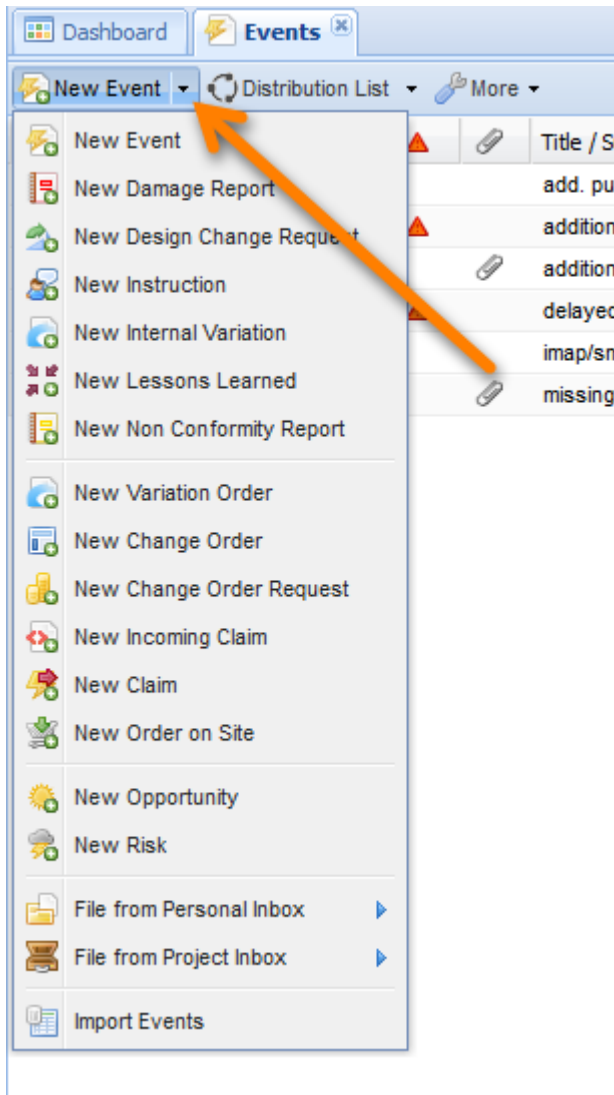 Dashboard
Events
New Event
Distribution List
More
New Event
New Damage Report
New Design Change Request
New Instruction
New Internal Variation
New Lessons Learned
New Non Conformity Report
New Variation Order
New Change Order
New Change Order Request
New Incoming Claim
New Claim
New Order on Site
New Opportunity
New Risk
File from Personal Inbox
File from Project Inbox
Import Events
Title / S
add. pu
addition
addition
delayed
imap/sm
missing